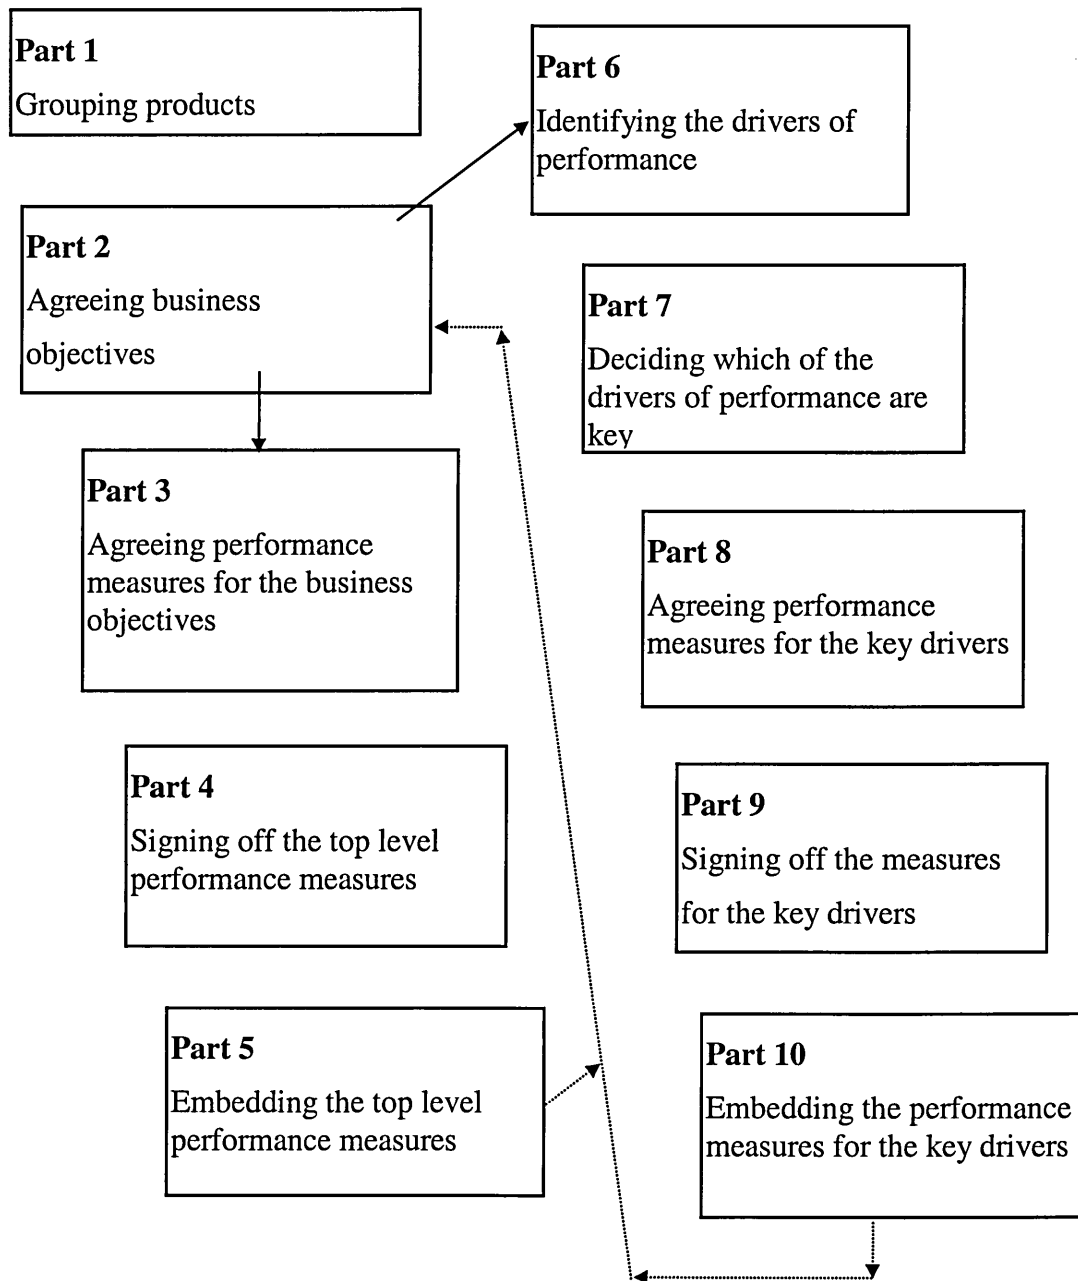 Part 1
Grouping products
Part 2
Agreeing business
objectives
Part 3
Agreeing performance
measures for the business
objectives
Part 4
Signing off the top level
performance measures
Part 5
Embedding the top level
performance measures
Part 6
Identifying the drivers of
performance
Part 7
Deciding which of the
drivers of performance are
key
Part 8
Agreeing performance
measures for the key drivers
Part 9
Signing off the measures
for the key drivers
Part 10
Embedding the performance
measures for the key drivers